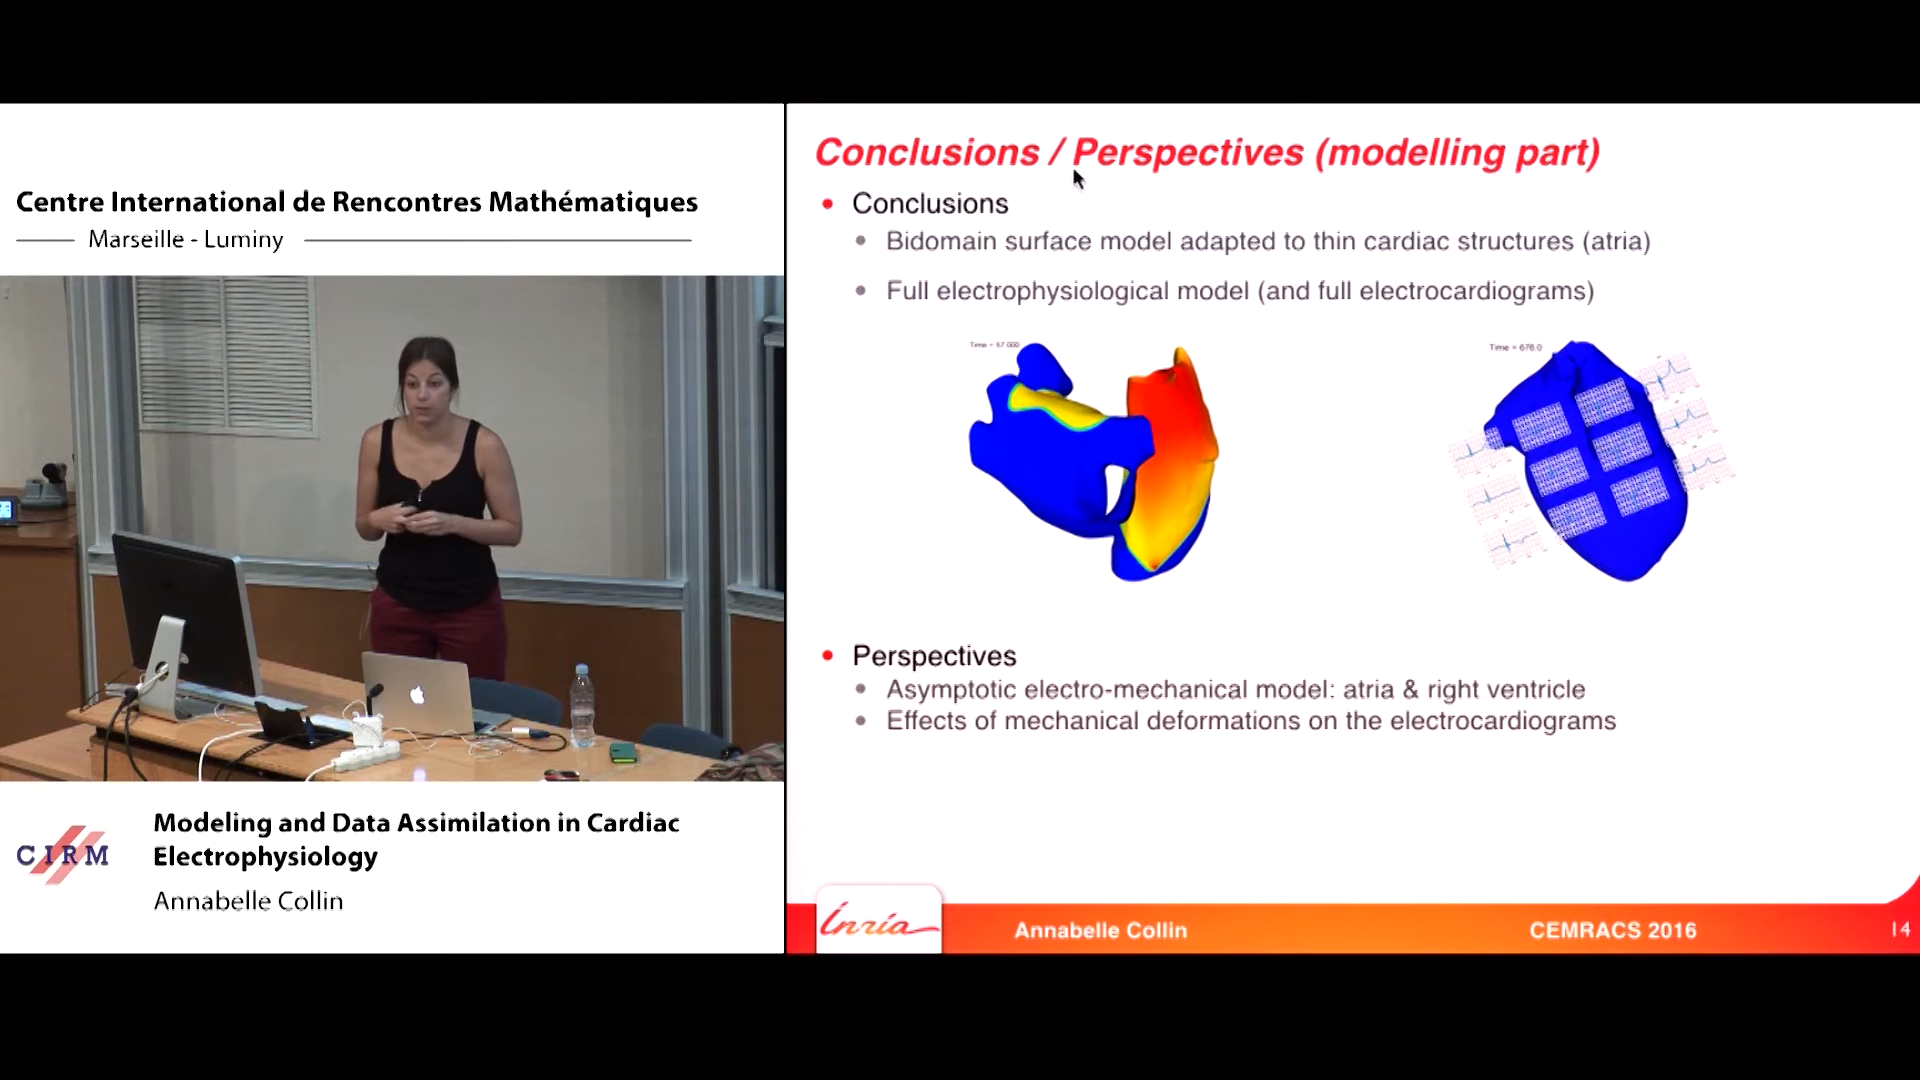 Centre International de Rencontres Mathématiques
Marseille - Luminy
CIRM
Modeling and Data Assimilation in Cardiac
Electrophysiology
Annabelle Collin
Conclusions / Perspectives (modelling part)
Conclusions
Bidomain surface model adapted to thin cardiac structures (atria)
Full electrophysiological model (and full electrocardiograms)
Time = 57.000
Time = 676.0
Perspectives
Asymptotic electro-mechanical model: atria & right ventricle
Effects of mechanical deformations on the electrocardiograms
Inria
Annabelle Collin
CEMRACS 2016
14